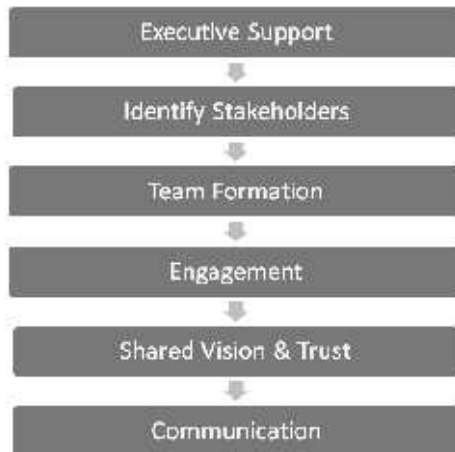 Executive Support
Identify Stakeholders
Team Formation
Engagement
Shared Vision & Trust
Communication